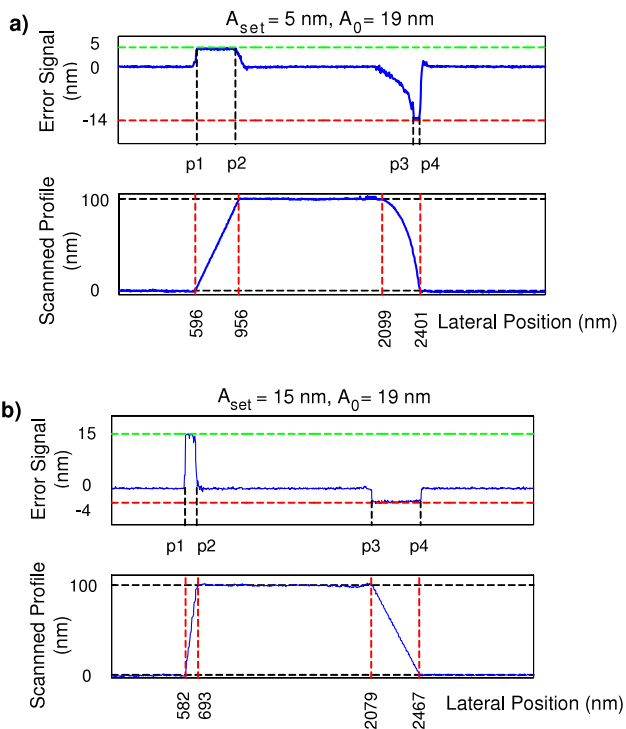 a)
A_set = 5 nm, A_0 = 19 nm
Error Signal
(nm)
5
0
-14
p1
p2
p3
p4
Scannned Profile
(nm)
100
0
596
956
2099
2401
Lateral Position (nm)
b)
A_set = 15 nm, A_0 = 19 nm
Error Signal
(nm)
15
0
-4
p1
p2
p3
p4
Scannned Profile
(nm)
100
0
582
693
2079
2467
Lateral Position (nm)